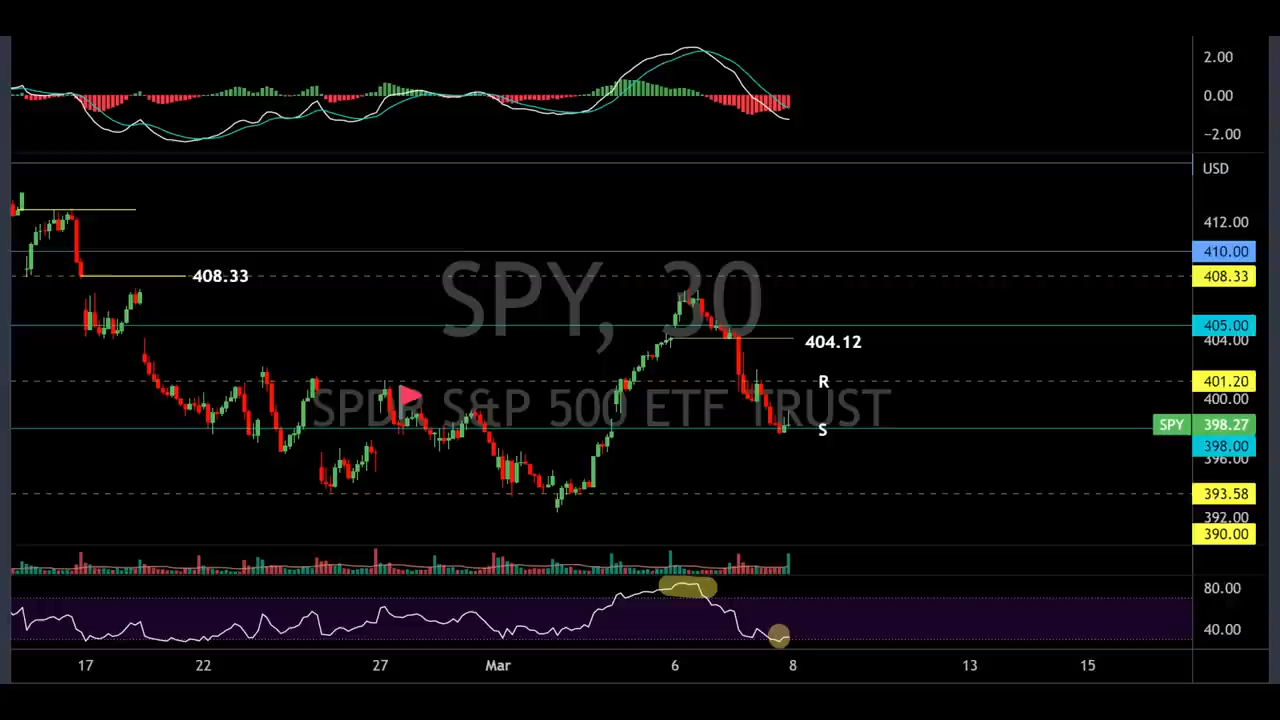 2.00
0.00
−2.00
USD
412.00
410.00
408.33
408.33
SPY, 30
405.00
404.00
404.12
401.20
R
400.00
SPDR S&P 500 ETF TRUST
SPY 398.27
S
398.00
396.00
393.58
392.00
390.00
80.00
40.00
17 22 27 Mar 6 8 13 15